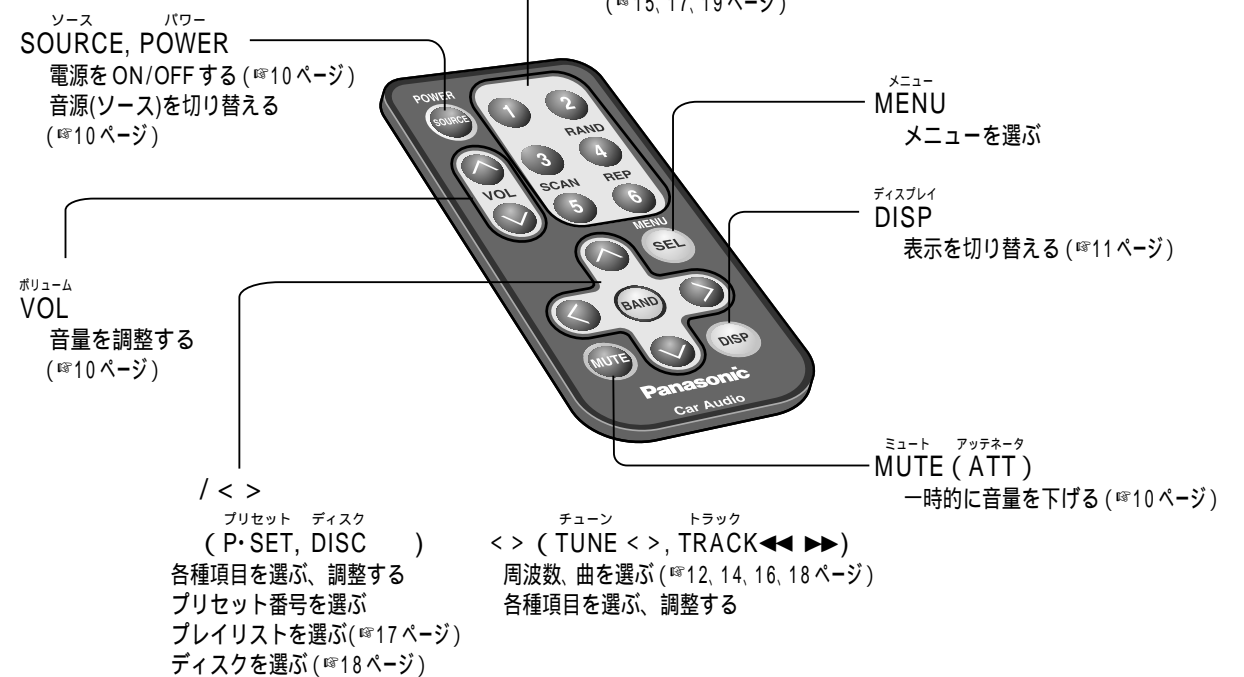 (☞15、17、19ページ)
ソース パワー
SOURCE, POWER
電源をON/OFFする(☞10ページ)
音源(ソース)を切り替える
(☞10ページ)
メニュー
MENU
メニューを選ぶ
ディスプレイ
DISP
表示を切り替える(☞11ページ)
ボリューム
VOL
音量を調整する
(☞10ページ)
POWER
SOURCE
1
2
RAND
3
4
VOL
SCAN
REP
5
6
MENU
SEL
BAND
DISP
MUTE
Panasonic
Car Audio
ミュート アッテネータ
MUTE (ATT)
一時的に音量を下げる(☞10ページ)
/ < >
プリセット ディスク
(P･SET, DISC )
各種項目を選ぶ、調整する
プリセット番号を選ぶ
プレイリストを選ぶ(☞17ページ)
ディスクを選ぶ(☞18ページ)
チューン トラック
< > (TUNE < >, TRACK◀◀ ▶▶)
周波数、曲を選ぶ(☞12、14、16、18ページ)
各種項目を選ぶ、調整する